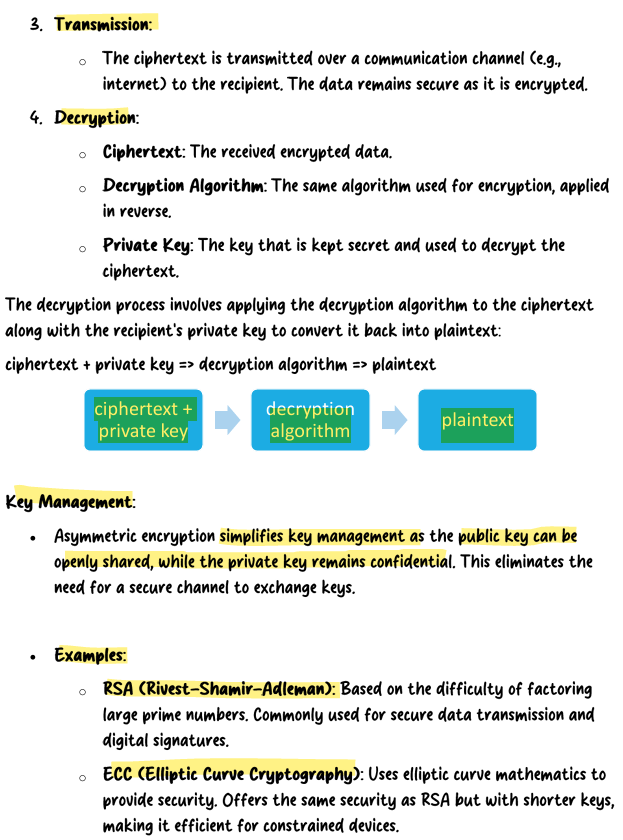 3. Transmission:
○ The ciphertext is transmitted over a communication channel (e.g.,
internet) to the recipient. The data remains secure as it is encrypted.
4. Decryption:
○ Ciphertext: The received encrypted data.
○ Decryption Algorithm: The same algorithm used for encryption, applied
in reverse.
○ Private Key: The key that is kept secret and used to decrypt the
ciphertext.
The decryption process involves applying the decryption algorithm to the ciphertext
along with the recipient's private key to convert it back into plaintext:
ciphertext + private key => decryption algorithm => plaintext
ciphertext +
private key
decryption
algorithm
plaintext
Key Management:
• Asymmetric encryption simplifies key management as the public key can be
openly shared, while the private key remains confidential. This eliminates the
need for a secure channel to exchange keys.
• Examples:
○ RSA (Rivest–Shamir–Adleman): Based on the difficulty of factoring
large prime numbers. Commonly used for secure data transmission and
digital signatures.
○ ECC (Elliptic Curve Cryptography): Uses elliptic curve mathematics to
provide security. Offers the same security as RSA but with shorter keys,
making it efficient for constrained devices.